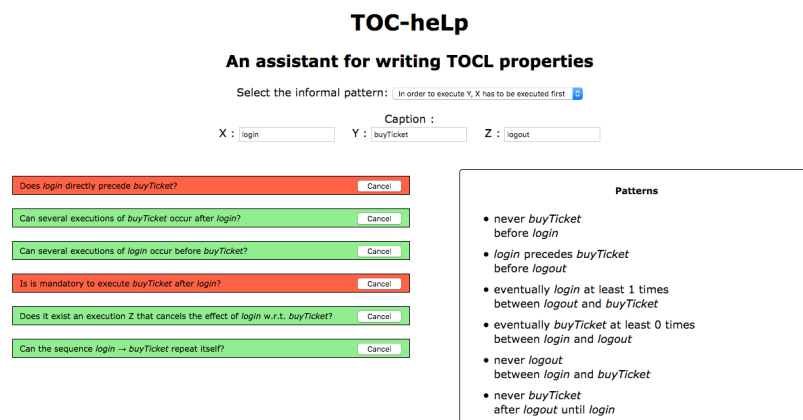 TOC-heLp
An assistant for writing TOCL properties
Select the informal pattern: In order to execute Y, X has to be executed first
Caption :
X : login Y : buyTicket Z : logout
Does login directly precede buyTicket? Cancel
Can several executions of buyTicket occur after login? Cancel
Can several executions of login occur before buyTicket? Cancel
Is is mandatory to execute buyTicket after login? Cancel
Does it exist an execution Z that cancels the effect of login w.r.t. buyTicket? Cancel
Can the sequence login → buyTicket repeat itself? Cancel
Patterns
• never buyTicket
before login
• login precedes buyTicket
before logout
• eventually login at least 1 times
between logout and buyTicket
• eventually buyTicket at least 0 times
between login and logout
• never logout
between login and buyTicket
• never buyTicket
after logout until login